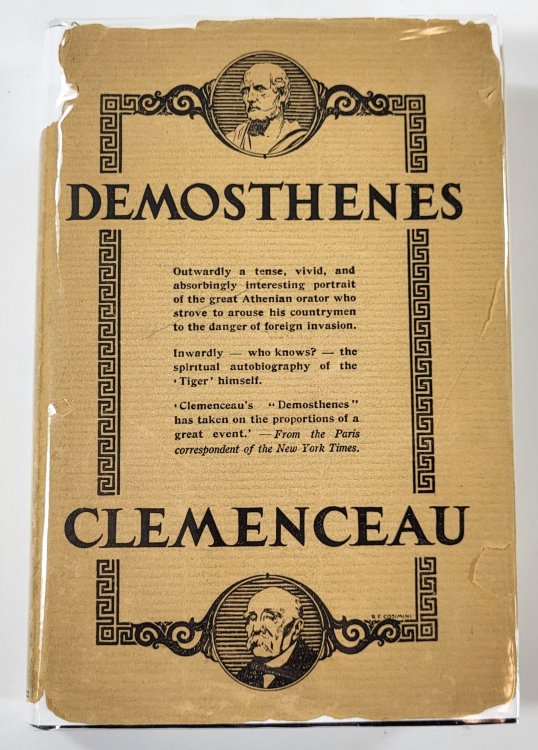 DEMOSTHENES
Outwardly a tense, vivid, and
absorbingly interesting portrait
of the great Athenian orator who
strove to arouse his countrymen
to the danger of foreign invasion.
Inwardly — who knows? — the
spiritual autobiography of the
‘Tiger’ himself.
‘Clemenceau's “Demosthenes”
has taken on the proportions of a
great event.’ — From the Paris
correspondent of the New York Times.
CLEMENCEAU
R. F. COSIMINI